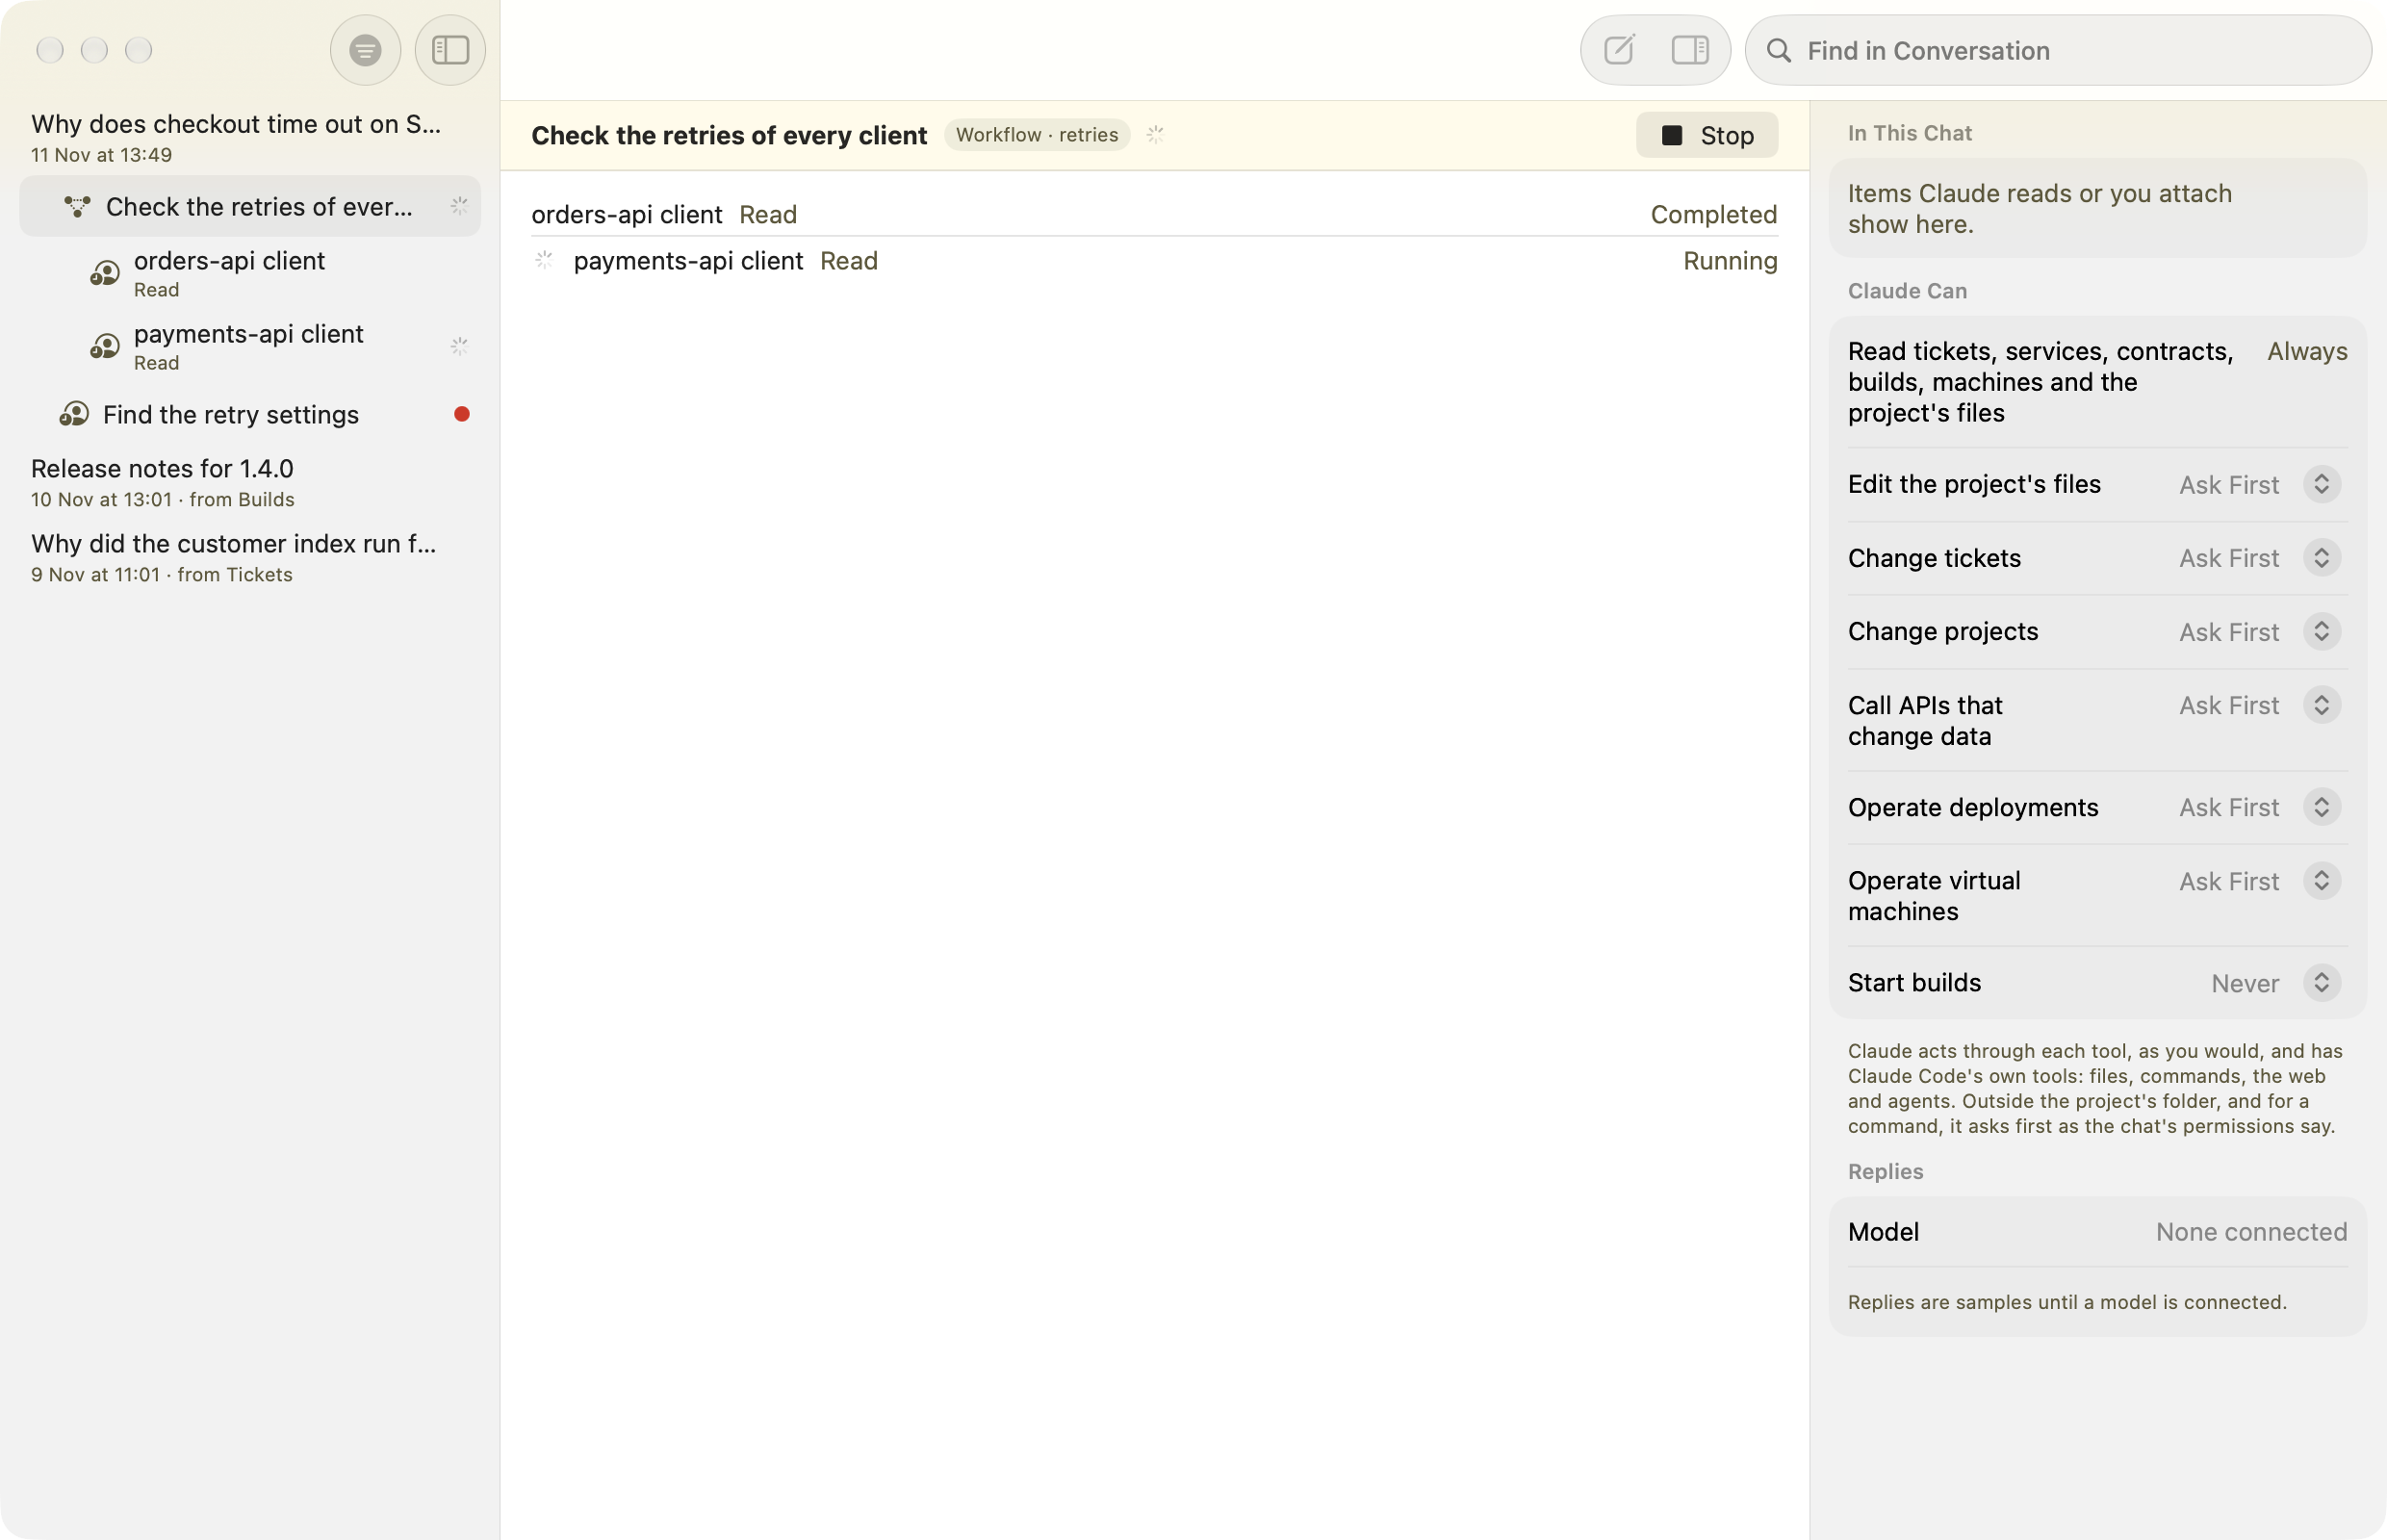 Find in Conversation
Why does checkout time out on S...
11 Nov at 13:49
Check the retries of ever...
orders-api client
Read
payments-api client
Read
Find the retry settings
Release notes for 1.4.0
10 Nov at 13:01 · from Builds
Why did the customer index run f...
9 Nov at 11:01 · from Tickets
Check the retries of every client Workflow · retries Stop
orders-api client Read Completed
payments-api client Read Running
In This Chat
Items Claude reads or you attach
show here.
Claude Can
Read tickets, services, contracts, Always
builds, machines and the
project's files
Edit the project's files Ask First
Change tickets Ask First
Change projects Ask First
Call APIs that Ask First
change data
Operate deployments Ask First
Operate virtual Ask First
machines
Start builds Never
Claude acts through each tool, as you would, and has
Claude Code's own tools: files, commands, the web
and agents. Outside the project's folder, and for a
command, it asks first as the chat's permissions say.
Replies
Model None connected
Replies are samples until a model is connected.